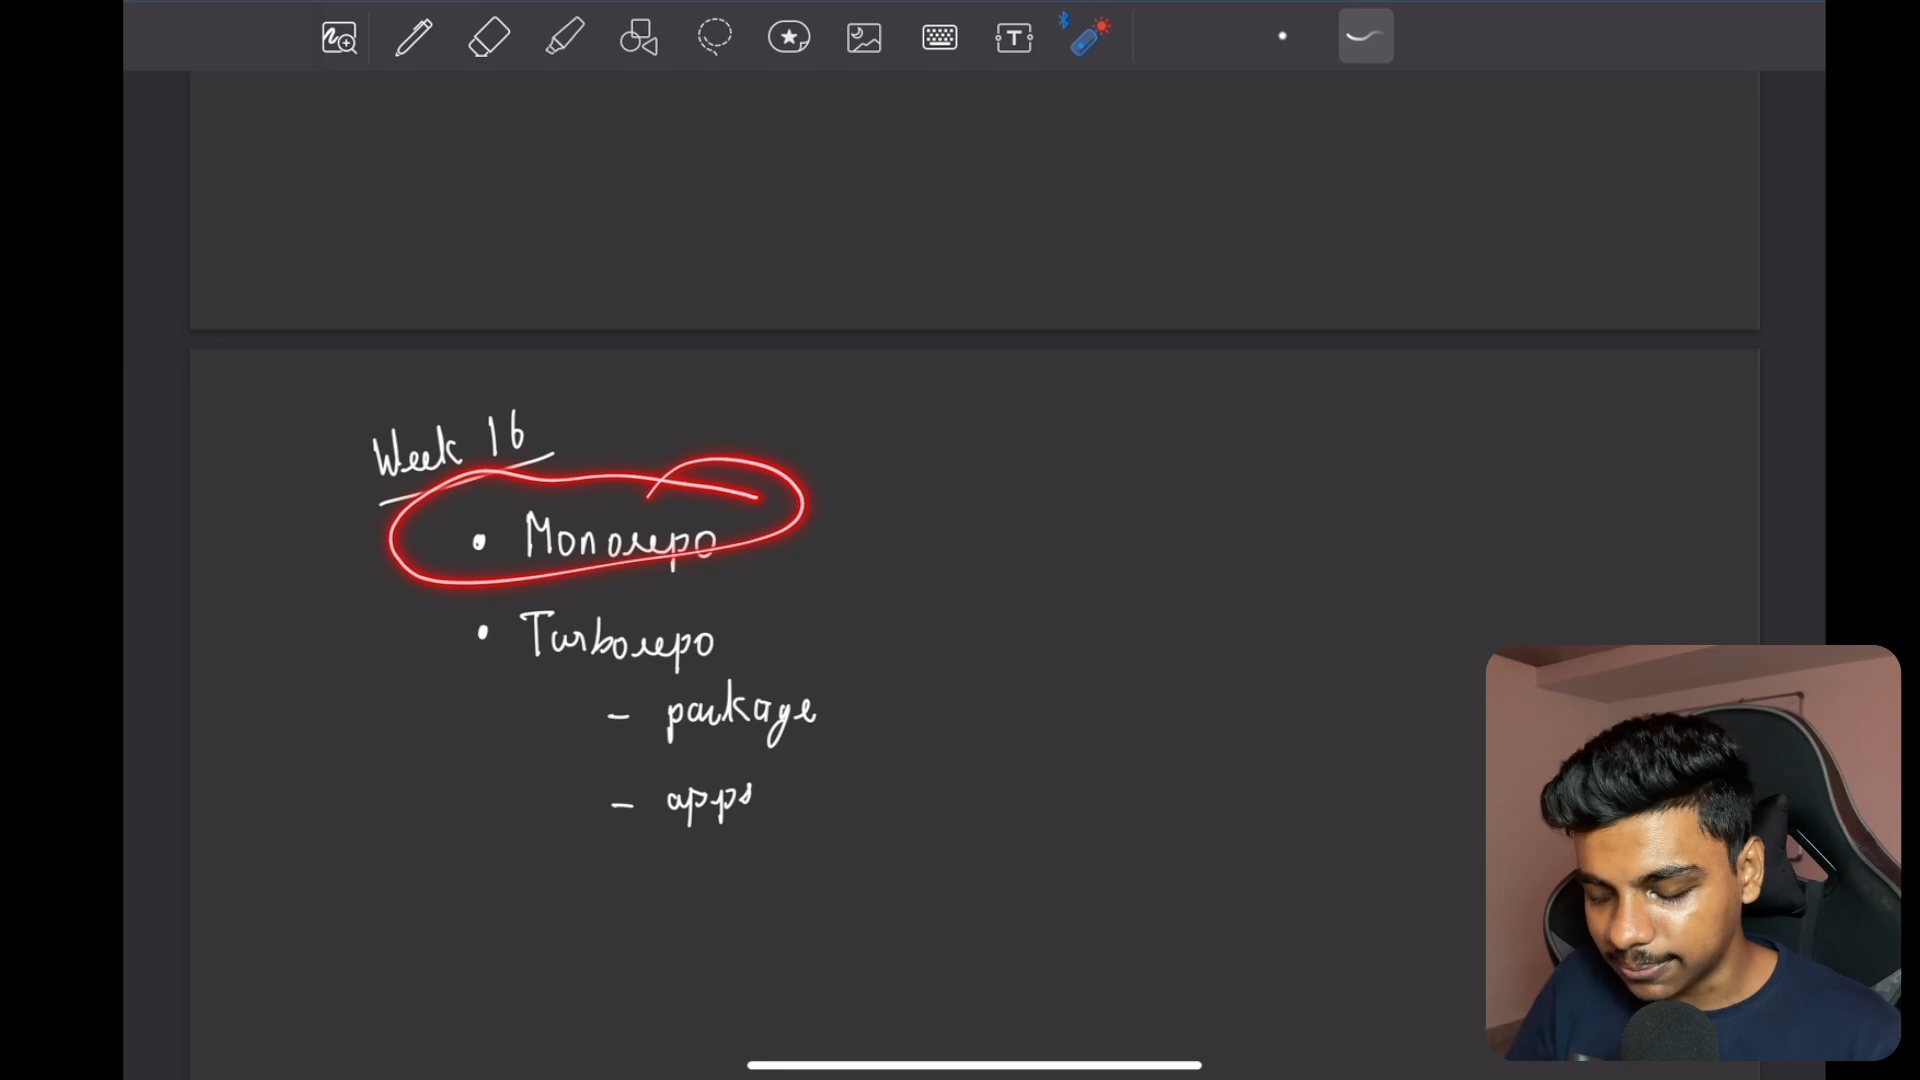 Week 16
• Monorepo
• Turborepo
- package
- apps